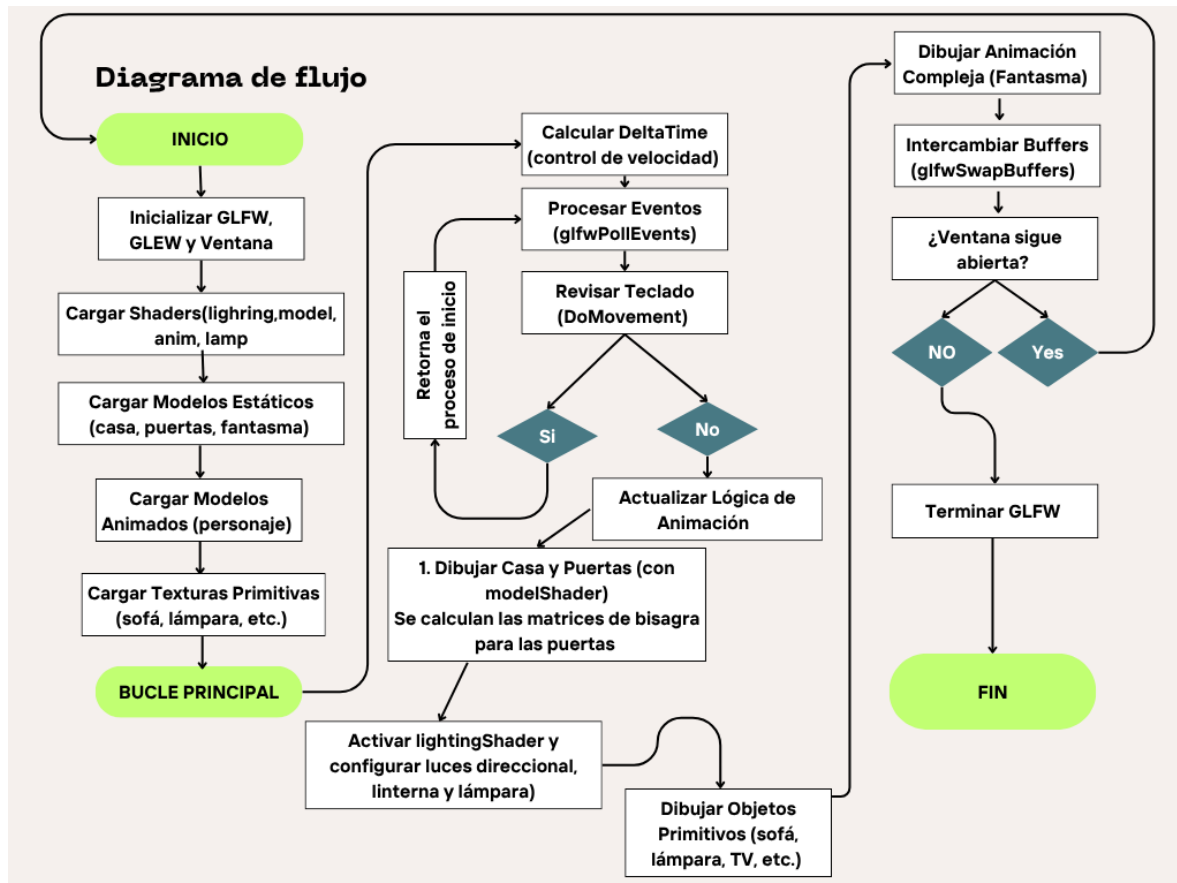 Diagrama de flujo
INICIO
Inicializar GLFW,
GLEW y Ventana
Cargar Shaders(lighring,model,
anim, lamp
Cargar Modelos Estáticos
(casa, puertas, fantasma)
Cargar Modelos
Animados (personaje)
Cargar Texturas Primitivas
(sofá, lámpara, etc.)
BUCLE PRINCIPAL
Calcular DeltaTime
(control de velocidad)
Procesar Eventos
(glfwPollEvents)
Revisar Teclado
(DoMovement)
Retorna el
proceso de inicio
Si
No
Actualizar Lógica de
Animación
1. Dibujar Casa y Puertas (con
modelShader)
Se calculan las matrices de bisagra
para las puertas
Activar lightingShader y
configurar luces direccional,
linterna y lámpara)
Dibujar Objetos
Primitivos (sofá,
lámpara, TV, etc.)
Dibujar Animación
Compleja (Fantasma)
Intercambiar Buffers
(glfwSwapBuffers)
¿Ventana sigue
abierta?
NO
Yes
Terminar GLFW
FIN